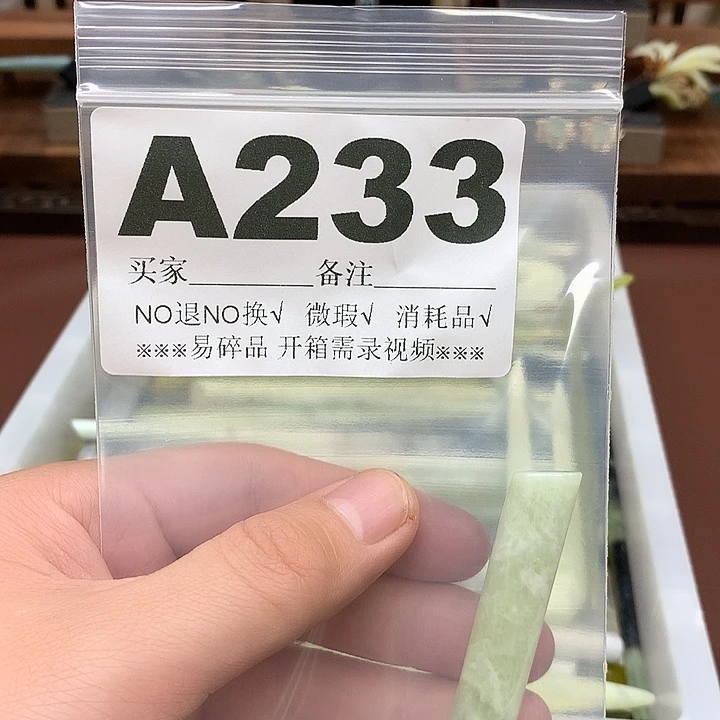 A233
买家________备注________
NO退NO换√ 微瑕√ 消耗品√
※※※易碎品 开箱需录视频※※※